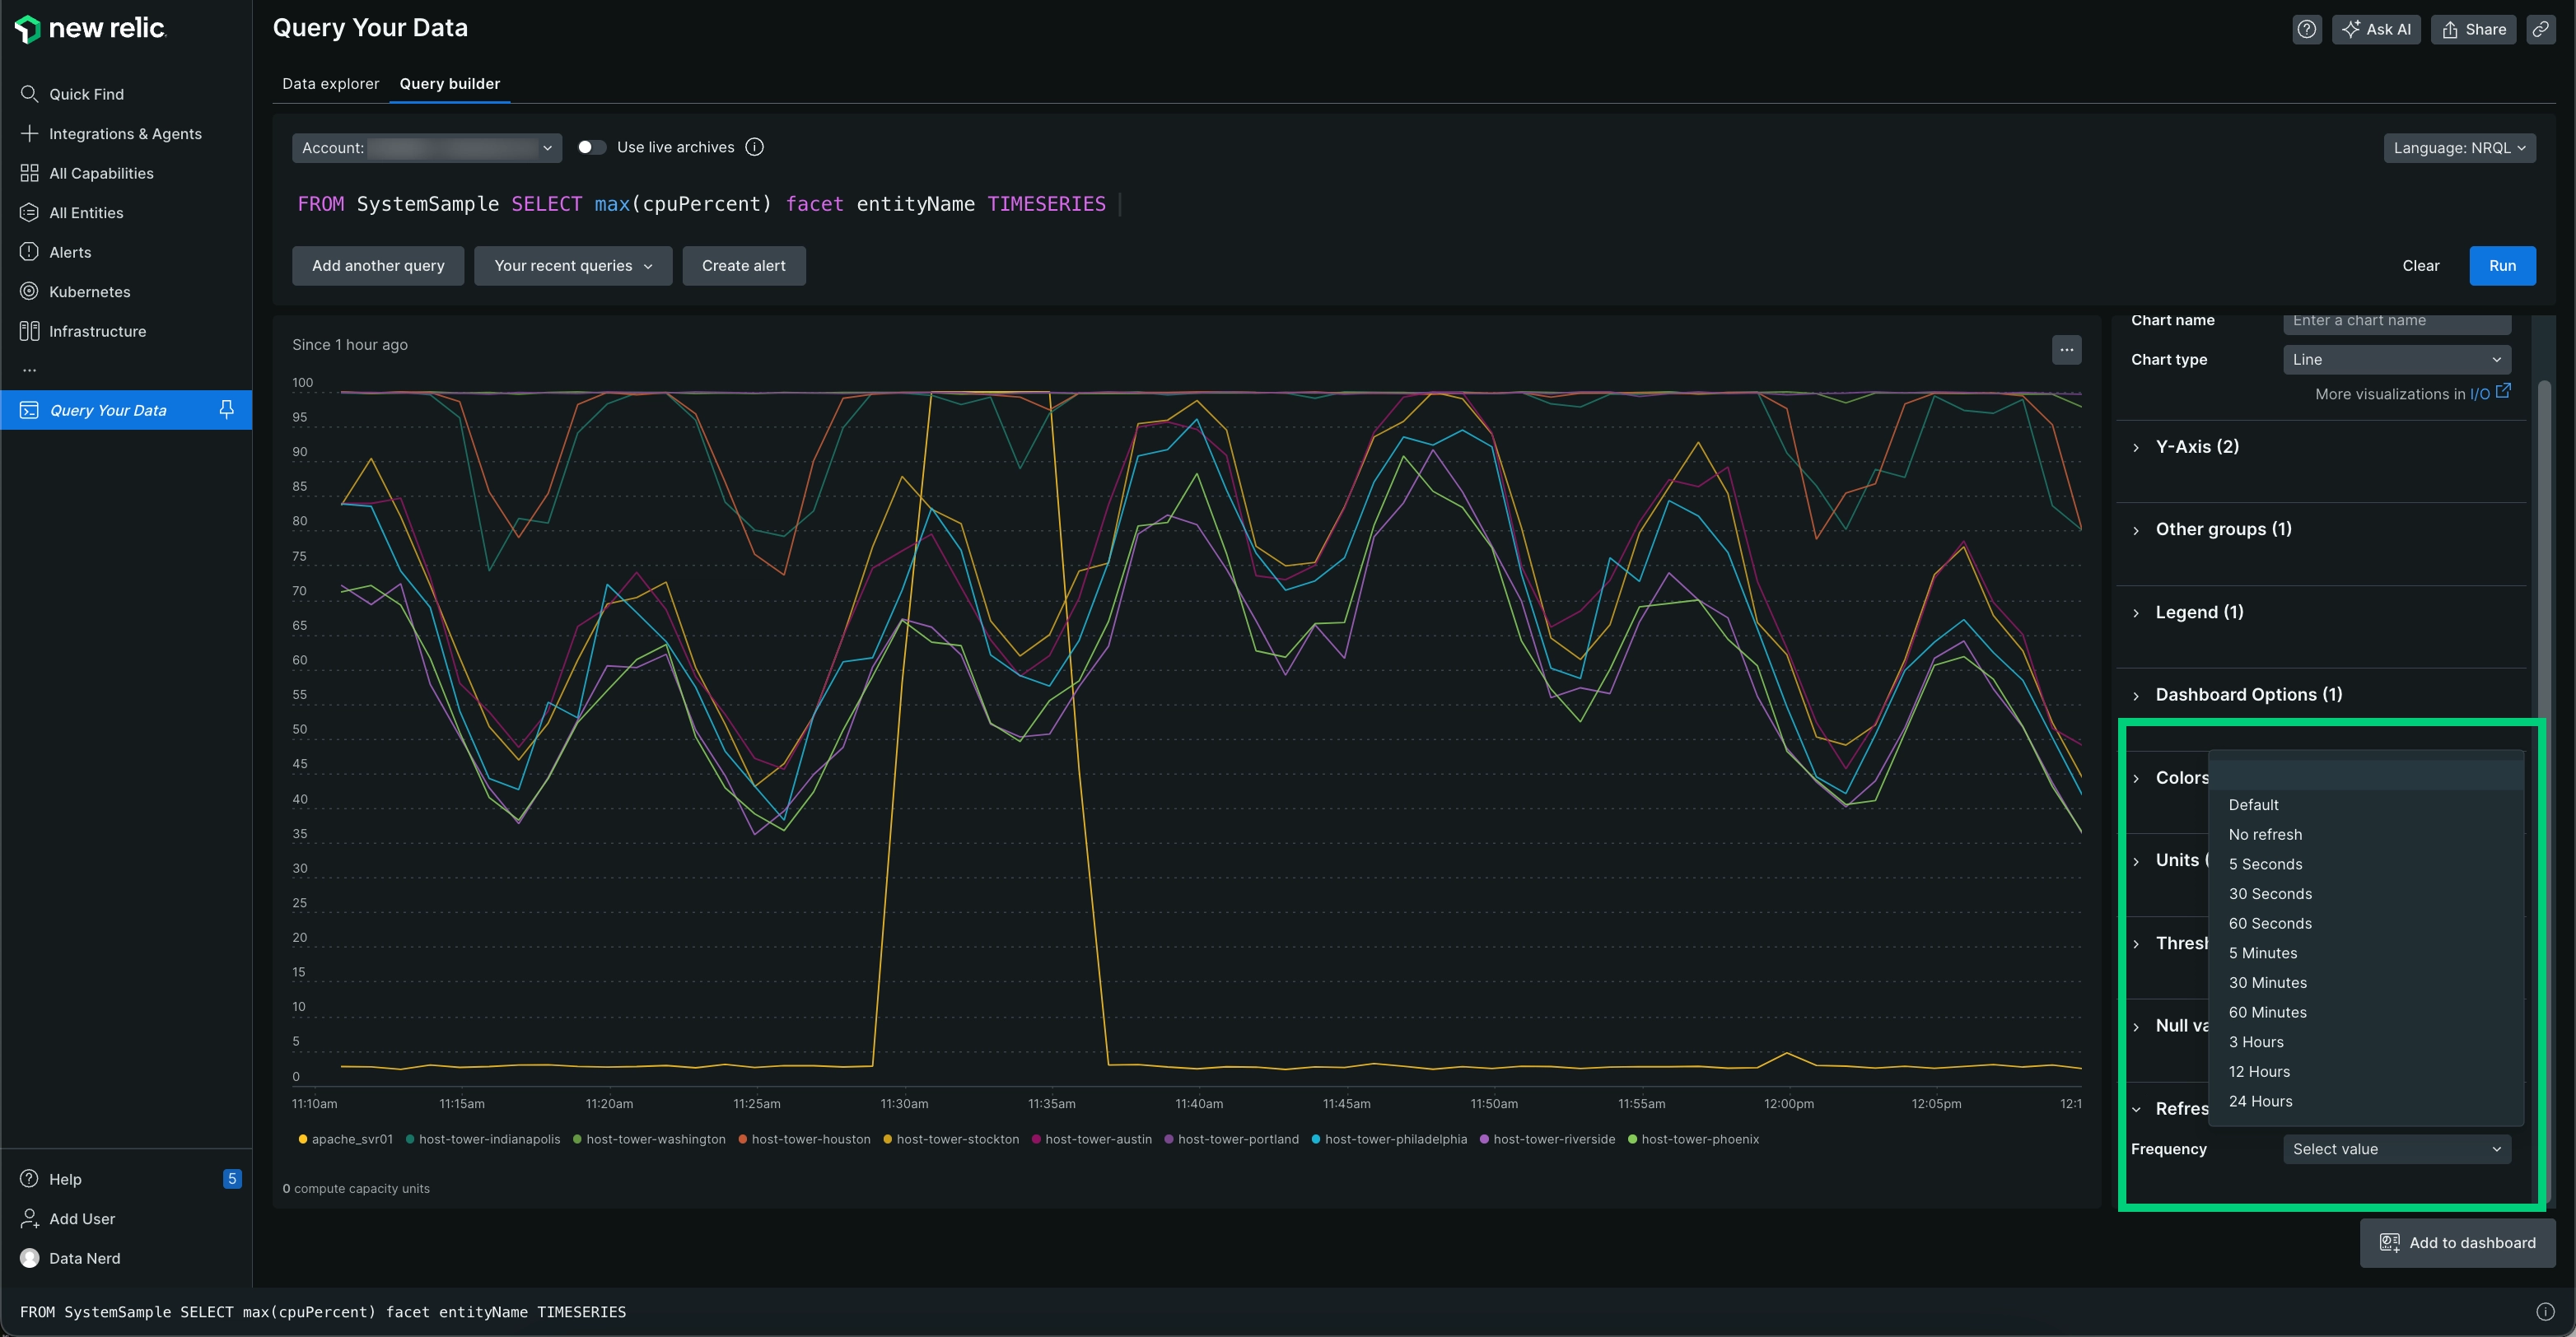 new relic.
Quick Find
Integrations & Agents
All Capabilities
All Entities
Alerts
Kubernetes
Infrastructure
...
Query Your Data
Help 5
Add User
Data Nerd
Query Your Data
Ask AI
Share
Data explorer
Query builder
Account:
Use live archives
Language: NRQL
FROM SystemSample SELECT max(cpuPercent) facet entityName TIMESERIES
Add another query
Your recent queries
Create alert
Clear
Run
Since 1 hour ago
...
100
95
90
85
80
75
70
65
60
55
50
45
40
35
30
25
20
15
10
5
0
11:10am 11:15am 11:20am 11:25am 11:30am 11:35am 11:40am 11:45am 11:50am 11:55am 12:00pm 12:05pm 12:1
apache_svr01 host-tower-indianapolis host-tower-washington host-tower-houston host-tower-stockton host-tower-austin host-tower-portland host-tower-philadelphia host-tower-riverside host-tower-phoenix
0 compute capacity units
Chart name Enter a chart name
Chart type Line
More visualizations in I/O
Y-Axis (2)
Other groups (1)
Legend (1)
Dashboard Options (1)
Colors
Units (
Thresh
Null va
Refres
Default
No refresh
5 Seconds
30 Seconds
60 Seconds
5 Minutes
30 Minutes
60 Minutes
3 Hours
12 Hours
24 Hours
Frequency Select value
Add to dashboard
FROM SystemSample SELECT max(cpuPercent) facet entityName TIMESERIES